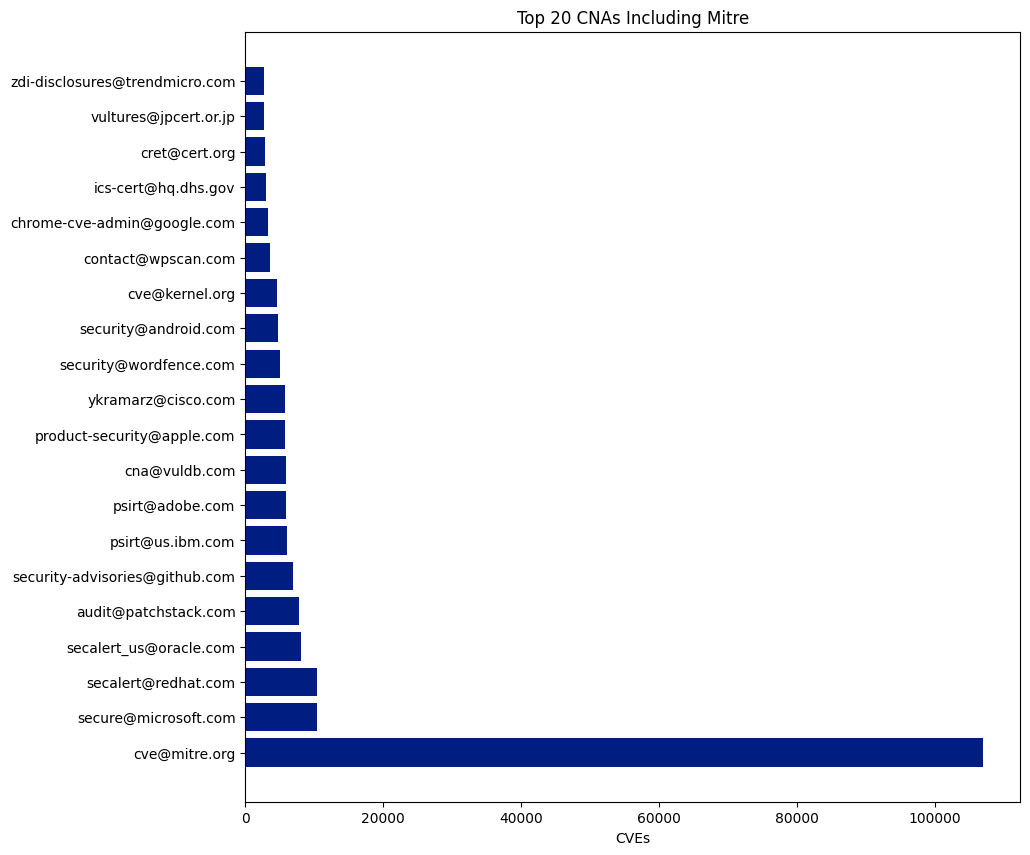 Top 20 CNAs Including Mitre
zdi-disclosures@trendmicro.com
vultures@jpcert.or.jp
cret@cert.org
ics-cert@hq.dhs.gov
chrome-cve-admin@google.com
contact@wpscan.com
cve@kernel.org
security@android.com
security@wordfence.com
ykramarz@cisco.com
product-security@apple.com
cna@vuldb.com
psirt@adobe.com
psirt@us.ibm.com
security-advisories@github.com
audit@patchstack.com
secalert_us@oracle.com
secalert@redhat.com
secure@microsoft.com
cve@mitre.org
0 20000 40000 60000 80000 100000
CVEs